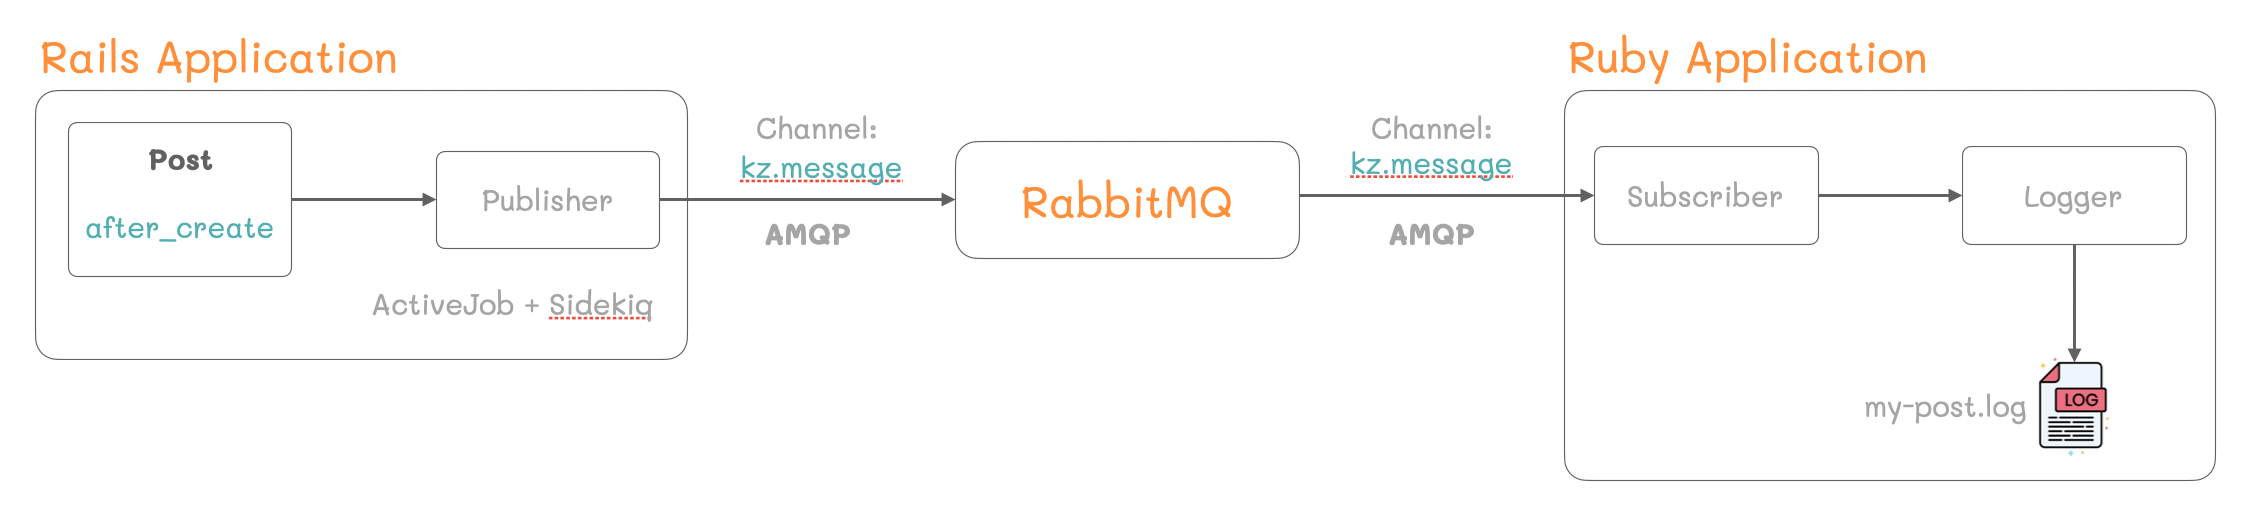 Rails Application
Post
after_create
Publisher
ActiveJob + Sidekiq
Channel:
kz.message
AMQP
RabbitMQ
Channel:
kz.message
AMQP
Ruby Application
Subscriber
Logger
my-post.log
LOG